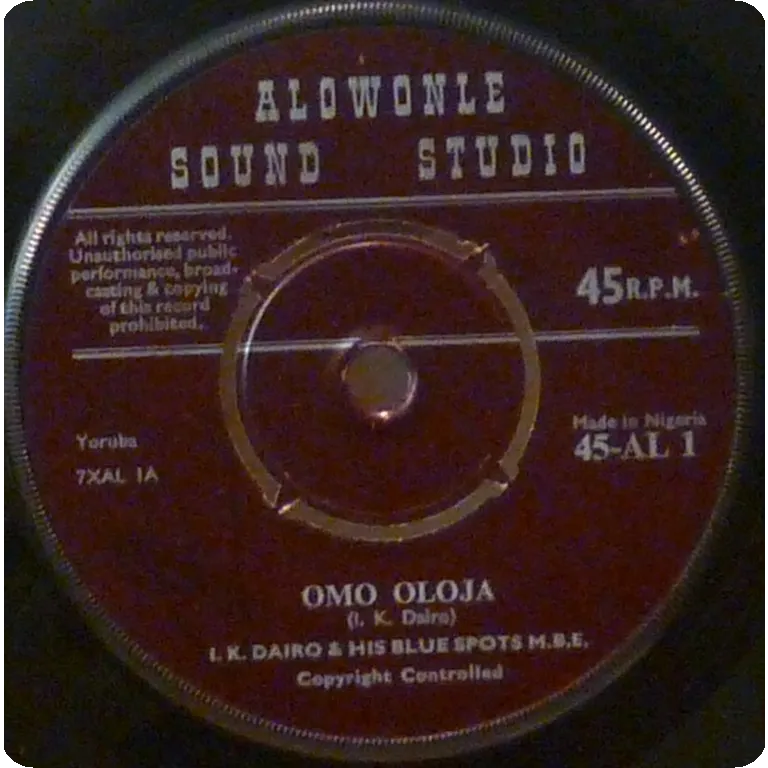 ALOWONLE
SOUND STUDIO
All rights reserved.
Unauthorised public
performance, broad-
casting & copying
of this record
prohibited.
45 R.P.M.
Yoruba
7XAL 1A
Made in Nigeria
45-AL 1
OMO OLOJA
(I. K. Dairo)
I. K. DAIRO & HIS BLUE SPOTS M.B.E.
Copyright Controlled